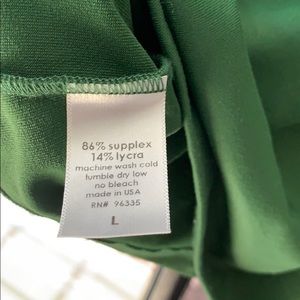 86% supplex
14% lycra
machine wash cold
tumble dry low
no bleach
made in USA
RN# 96335
L